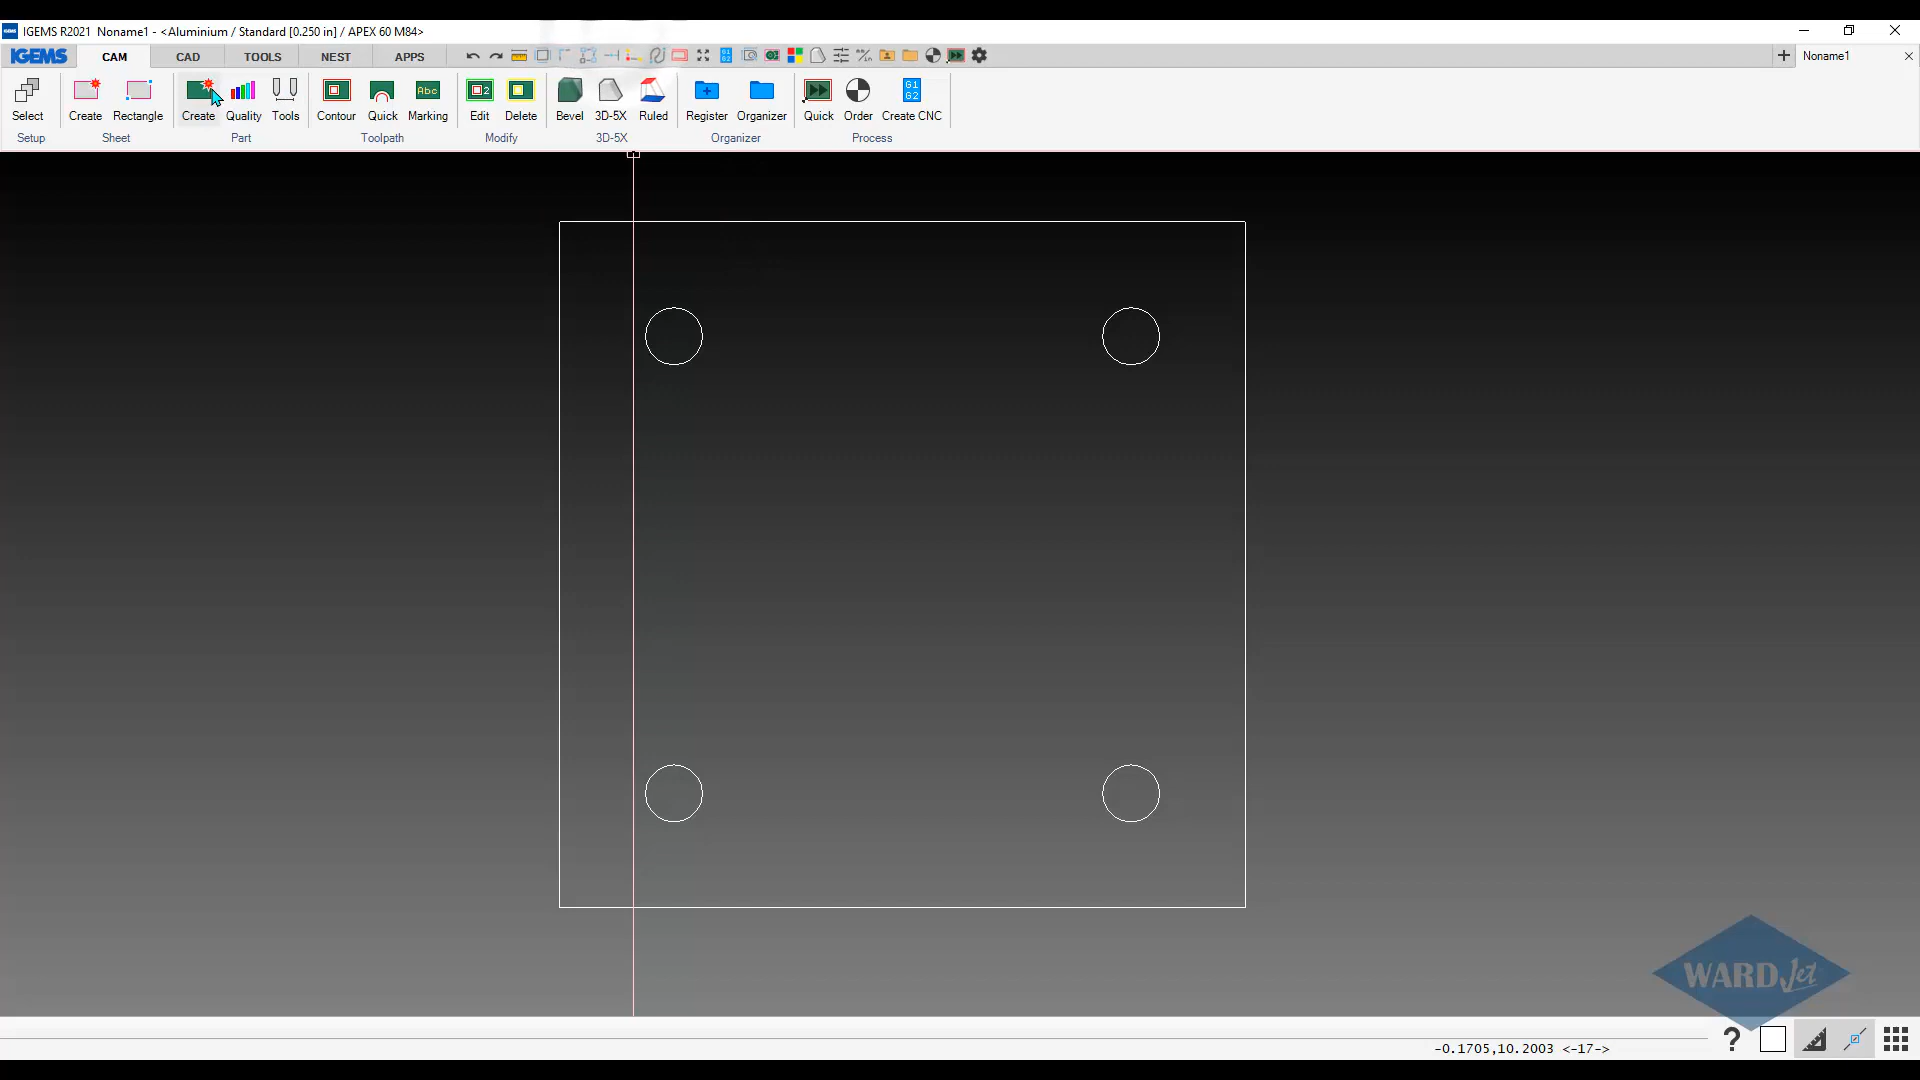 IGEMS R2021 Noname1 - <Aluminium / Standard [0.250 in] / APEX 60 M84>
IGEMS CAM CAD TOOLS NEST APPS Noname1
Select Create Rectangle Create Quality Tools Contour Quick Marking Edit Delete Bevel 3D-5X Ruled Register Organizer Quick Order Create CNC
Setup Sheet Part Toolpath Modify 3D-5X Organizer Process
WARDJet
-0.1705,10.2003 <-17->